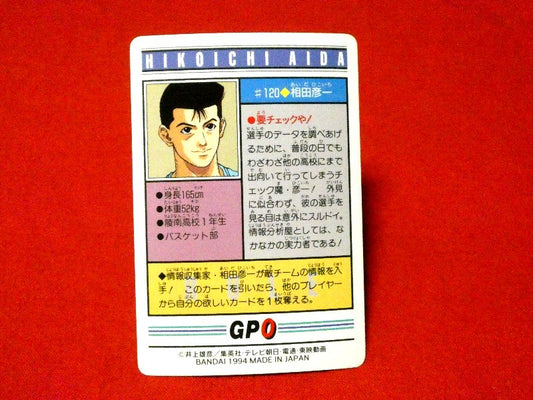 HIKOICHI AIDA
#120◆相田彦一
●要チェックや!
選手のデータを調べあげ
るために、普段の日でも
わざわざ他の高校にまで
出向いて行ってしまうチ
ェック魔・彦一! 外見
に似合わず、彼の選手を
見る目は意外にスルドイ。
情報分析屋としては、な
かなかの実力者である!
●身長165cm
●体重52kg
●陵南高校1年生
●バスケット部
◆情報収集家・相田彦一が敵チームの情報を入
手! このカードを引いたら、他のプレイヤー
から自分の欲しいカードを1枚奪える。
GP0
©井上雄彦/集英社・テレビ朝日・電通・東映動画
BANDAI 1994 MADE IN JAPAN